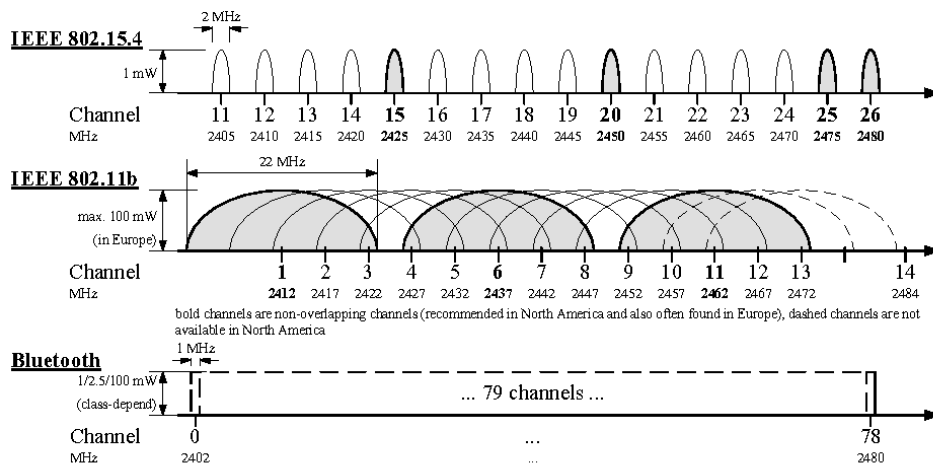 2 MHz
IEEE 802.15.4
1 mW
Channel 11 12 13 14 15 16 17 18 19 20 21 22 23 24 25 26
MHz 2405 2410 2415 2420 2425 2430 2435 2440 2445 2450 2455 2460 2465 2470 2475 2480
22 MHz
IEEE 802.11b
max. 100 mW
(in Europe)
Channel 1 2 3 4 5 6 7 8 9 10 11 12 13 14
MHz 2412 2417 2422 2427 2432 2437 2442 2447 2452 2457 2462 2467 2472 2484
bold channels are non-overlapping channels (recommended in North America and also often found in Europe), dashed channels are not
available in North America
Bluetooth
1 MHz
1/2.5/100 mW
(class-depend)
... 79 channels ...
Channel 0 ... 78
MHz 2402 ... 2480